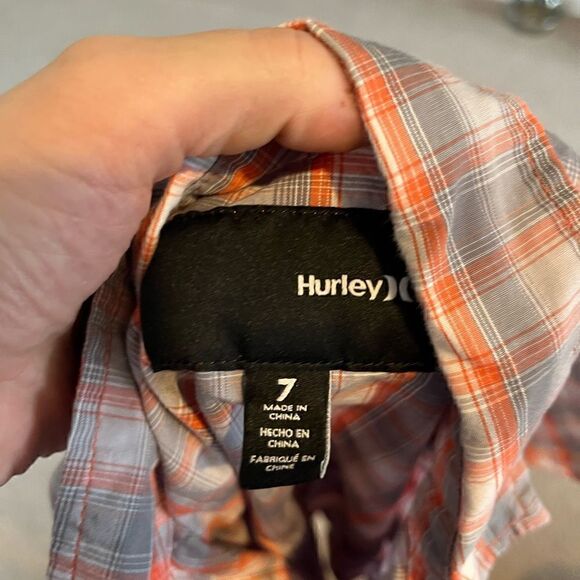 Hurley
7
MADE IN
CHINA
HECHO EN
CHINA
FABRIQUÉ EN
CHINE